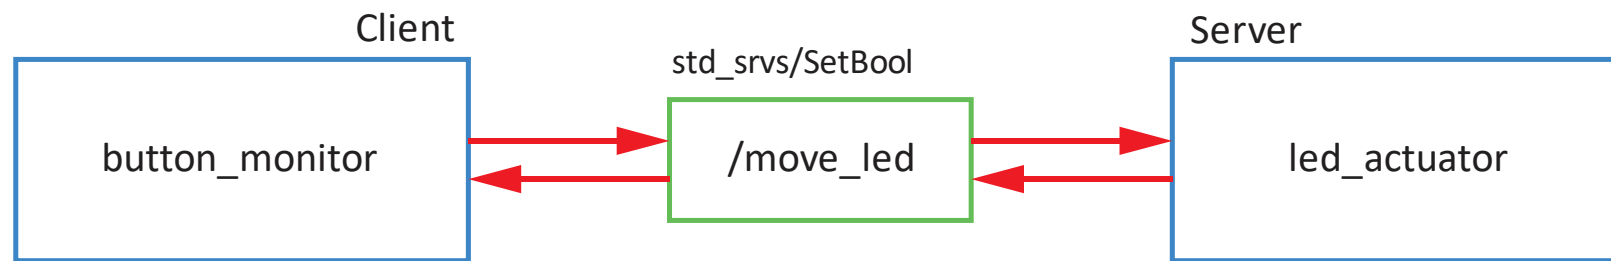 Client
Server
std_srvs/SetBool
button_monitor
/move_led
led_actuator